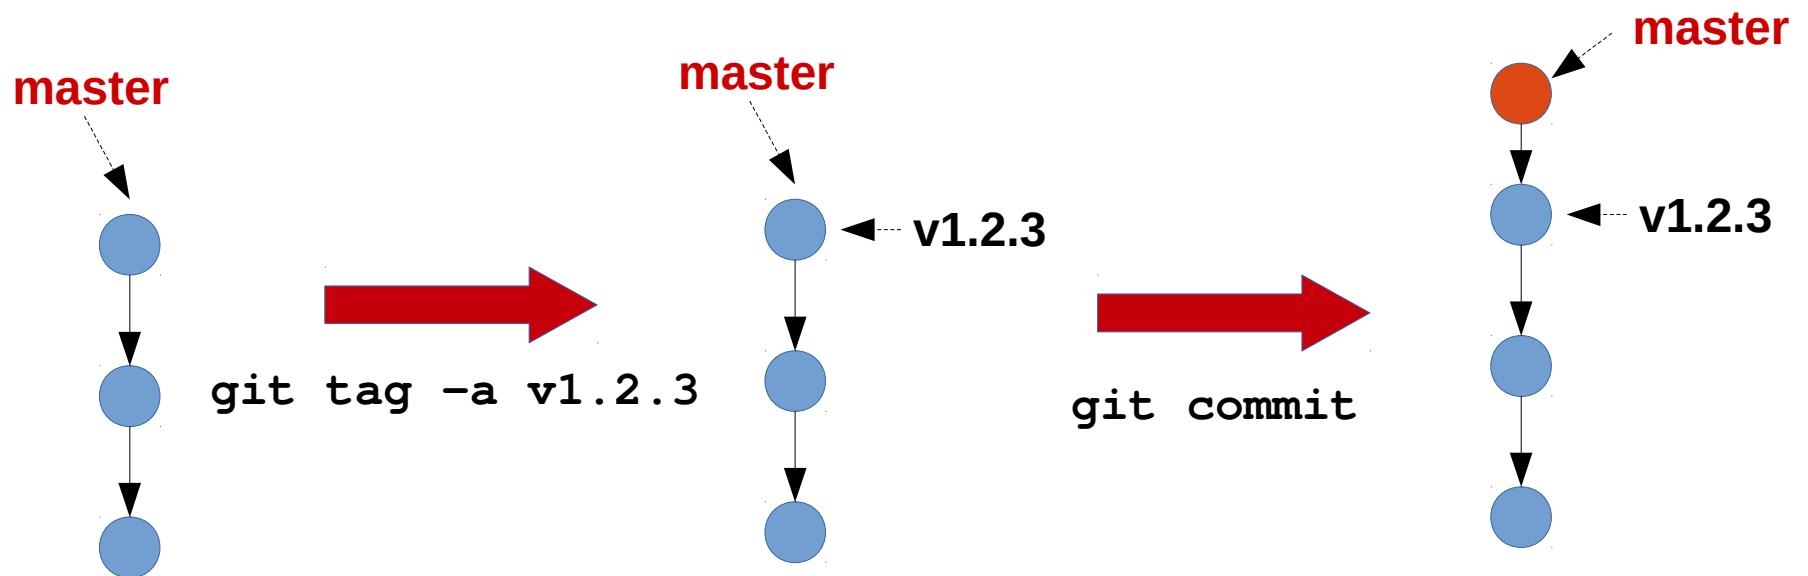 master
git tag –a v1.2.3
master
v1.2.3
git commit
master
v1.2.3